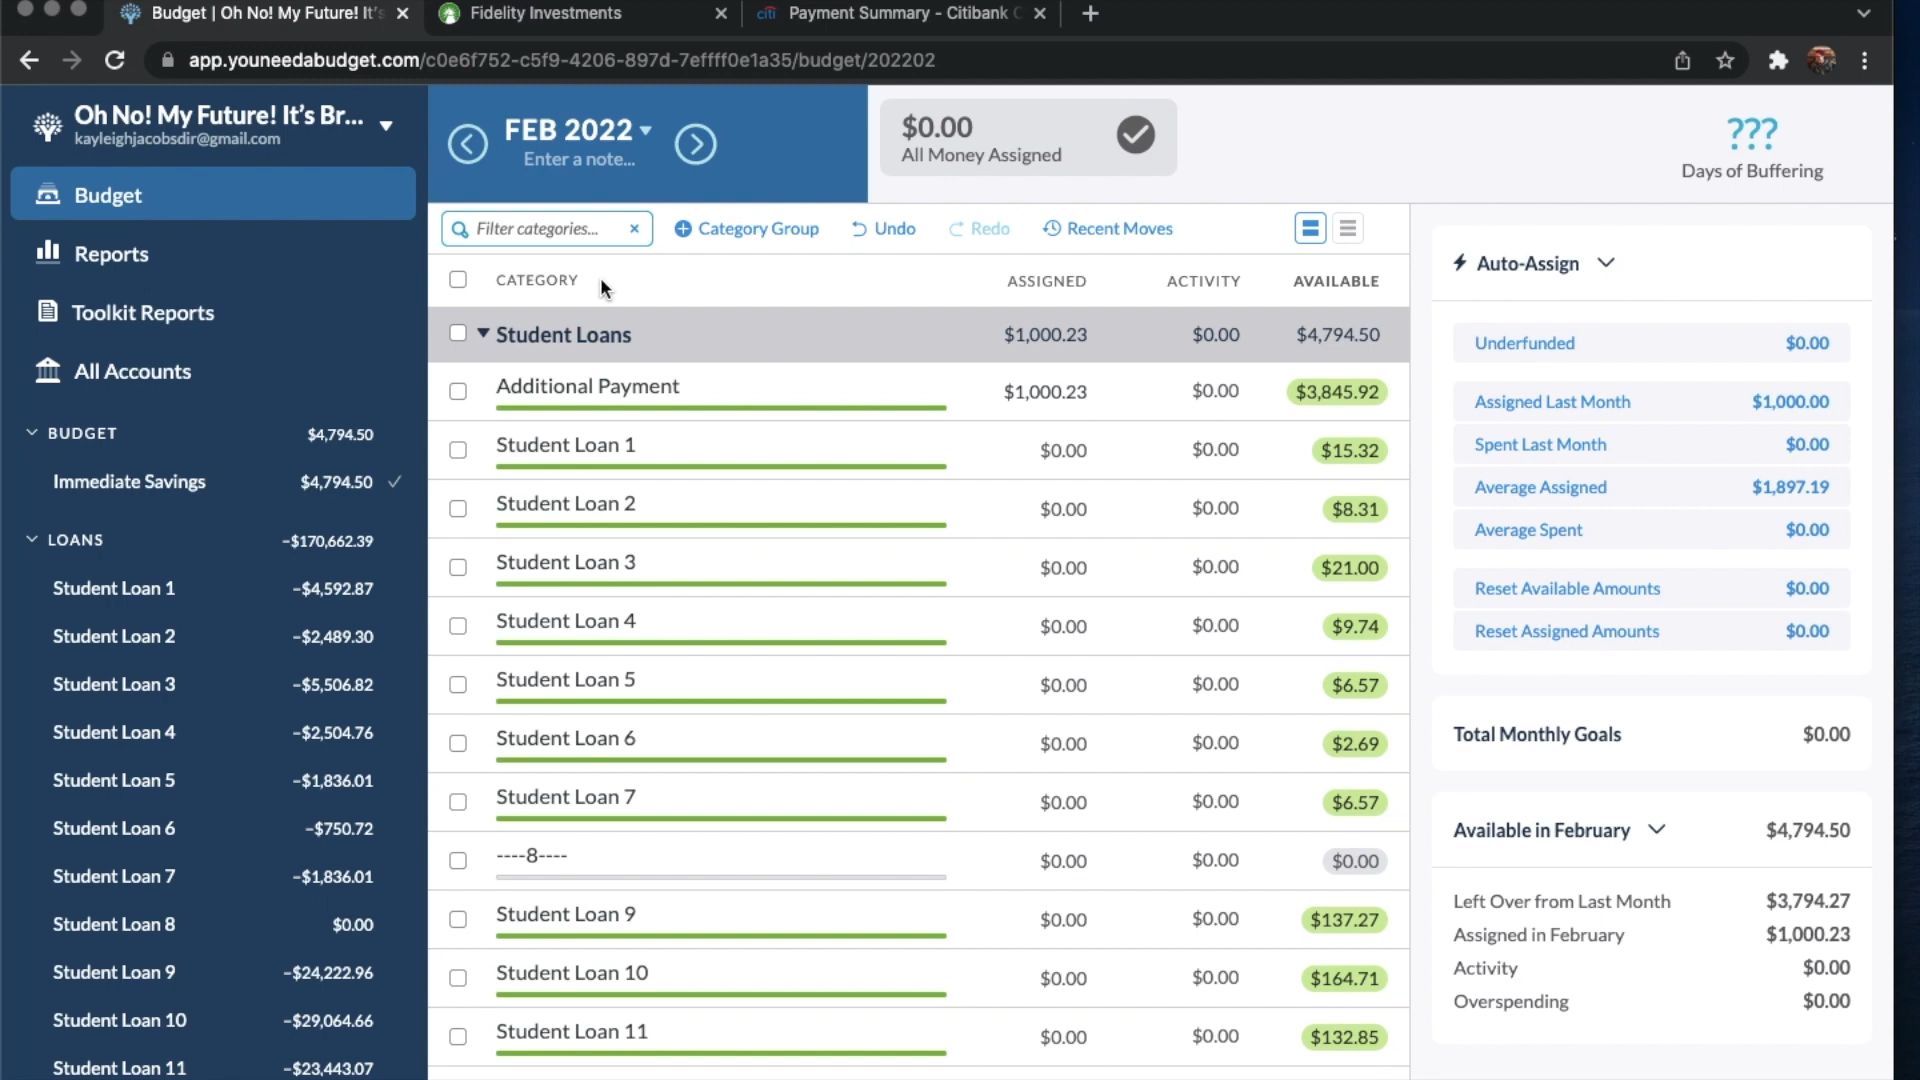 Budget | Oh No! My Future! It's
Fidelity Investments
citi Payment Summary - Citibank
app.youneedabudget.com/c0e6f752-c5f9-4206-897d-7effff0e1a35/budget/202202
Oh No! My Future! It's Br...
kayleighjacobsdir@gmail.com
Budget
Reports
Toolkit Reports
All Accounts
BUDGET $4,794.50
Immediate Savings $4,794.50
LOANS -$170,662.39
Student Loan 1 -$4,592.87
Student Loan 2 -$2,489.30
Student Loan 3 -$5,506.82
Student Loan 4 -$2,504.76
Student Loan 5 -$1,836.01
Student Loan 6 -$750.72
Student Loan 7 -$1,836.01
Student Loan 8 $0.00
Student Loan 9 -$24,222.96
Student Loan 10 -$29,064.66
Student Loan 11 -$23,443.07
FEB 2022
Enter a note...
$0.00
All Money Assigned
???
Days of Buffering
Filter categories...
Category Group
Undo
Redo
Recent Moves
CATEGORY ASSIGNED ACTIVITY AVAILABLE
Student Loans $1,000.23 $0.00 $4,794.50
Additional Payment $1,000.23 $0.00 $3,845.92
Student Loan 1 $0.00 $0.00 $15.32
Student Loan 2 $0.00 $0.00 $8.31
Student Loan 3 $0.00 $0.00 $21.00
Student Loan 4 $0.00 $0.00 $9.74
Student Loan 5 $0.00 $0.00 $6.57
Student Loan 6 $0.00 $0.00 $2.69
Student Loan 7 $0.00 $0.00 $6.57
----8---- $0.00 $0.00 $0.00
Student Loan 9 $0.00 $0.00 $137.27
Student Loan 10 $0.00 $0.00 $164.71
Student Loan 11 $0.00 $0.00 $132.85
Auto-Assign
Underfunded $0.00
Assigned Last Month $1,000.00
Spent Last Month $0.00
Average Assigned $1,897.19
Average Spent $0.00
Reset Available Amounts $0.00
Reset Assigned Amounts $0.00
Total Monthly Goals $0.00
Available in February $4,794.50
Left Over from Last Month $3,794.27
Assigned in February $1,000.23
Activity $0.00
Overspending $0.00